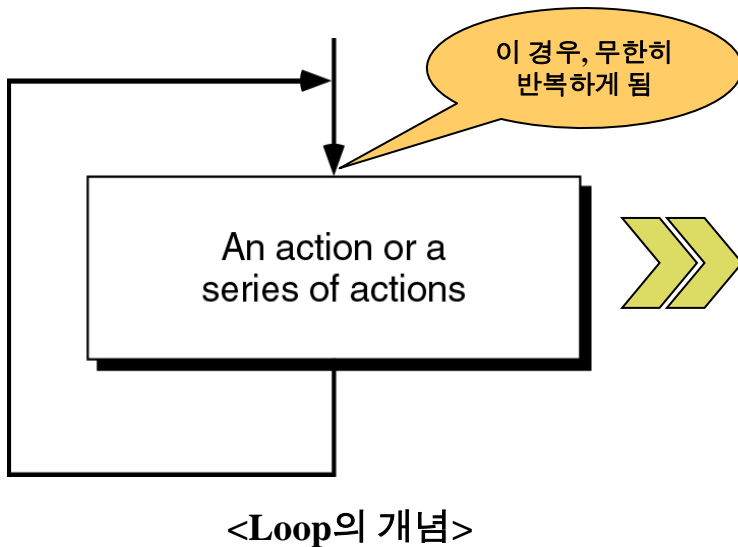 이 경우, 무한히
반복하게 됨
An action or a
series of actions
<Loop의 개념>